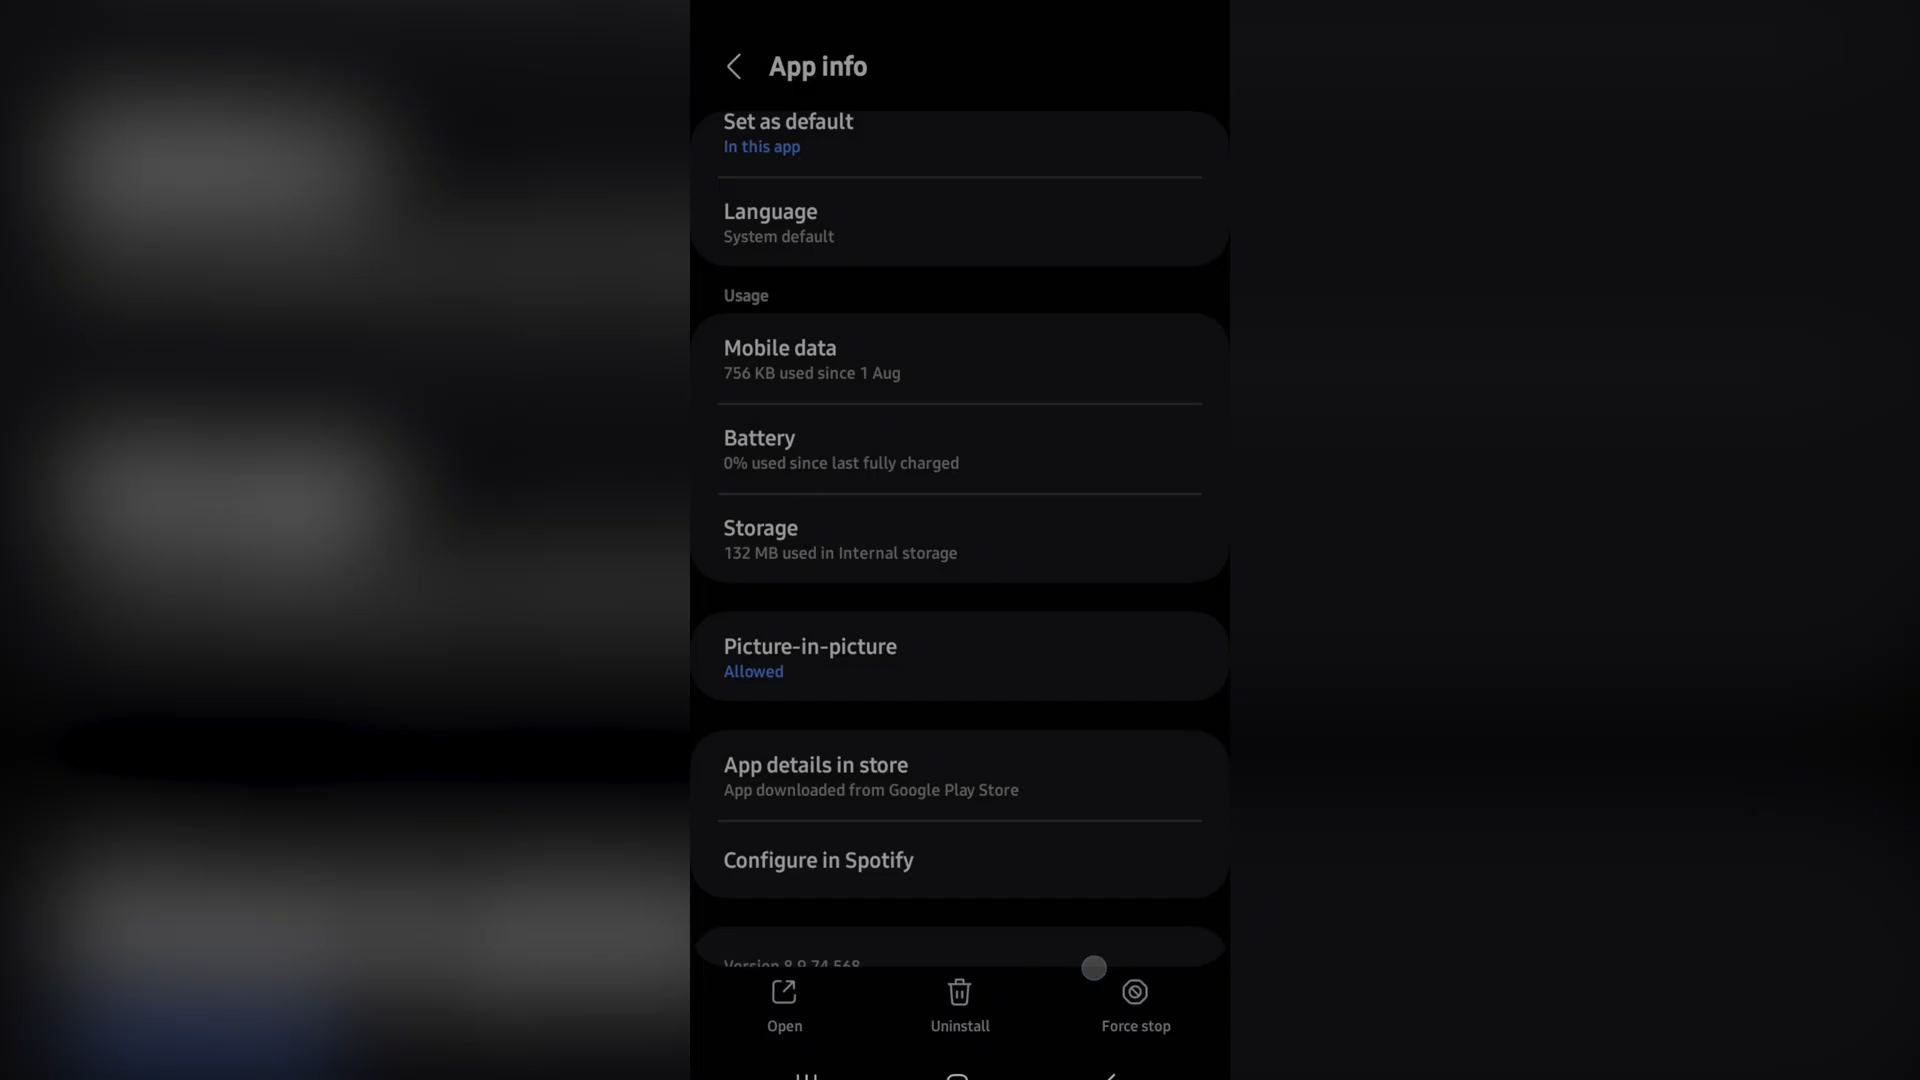 App info
Set as default
In this app
Language
System default
Usage
Mobile data
756 KB used since 1 Aug
Battery
0% used since last fully charged
Storage
132 MB used in Internal storage
Picture-in-picture
Allowed
App details in store
App downloaded from Google Play Store
Configure in Spotify
Version 8.9.74.568
Open
Uninstall
Force stop